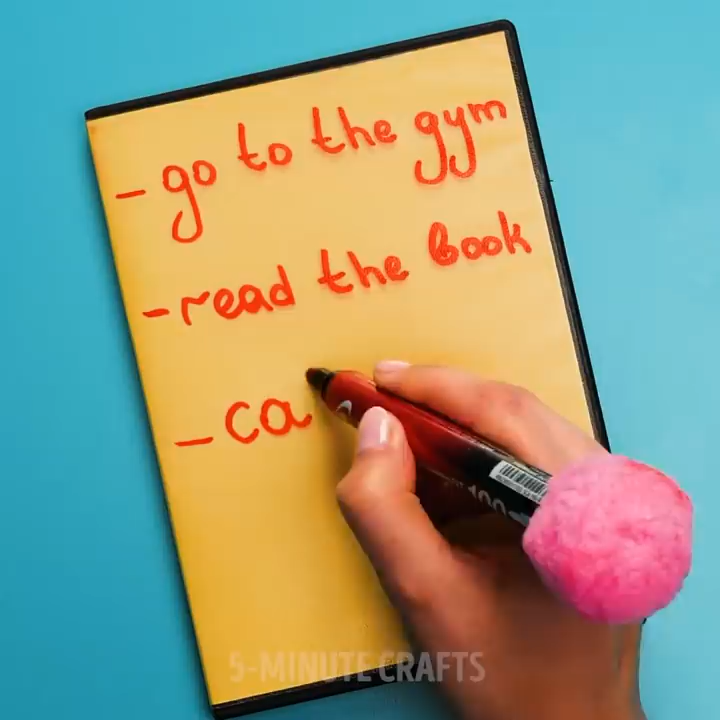 - go to the gym
- read the book
- ca
5-MINUTE CRAFTS